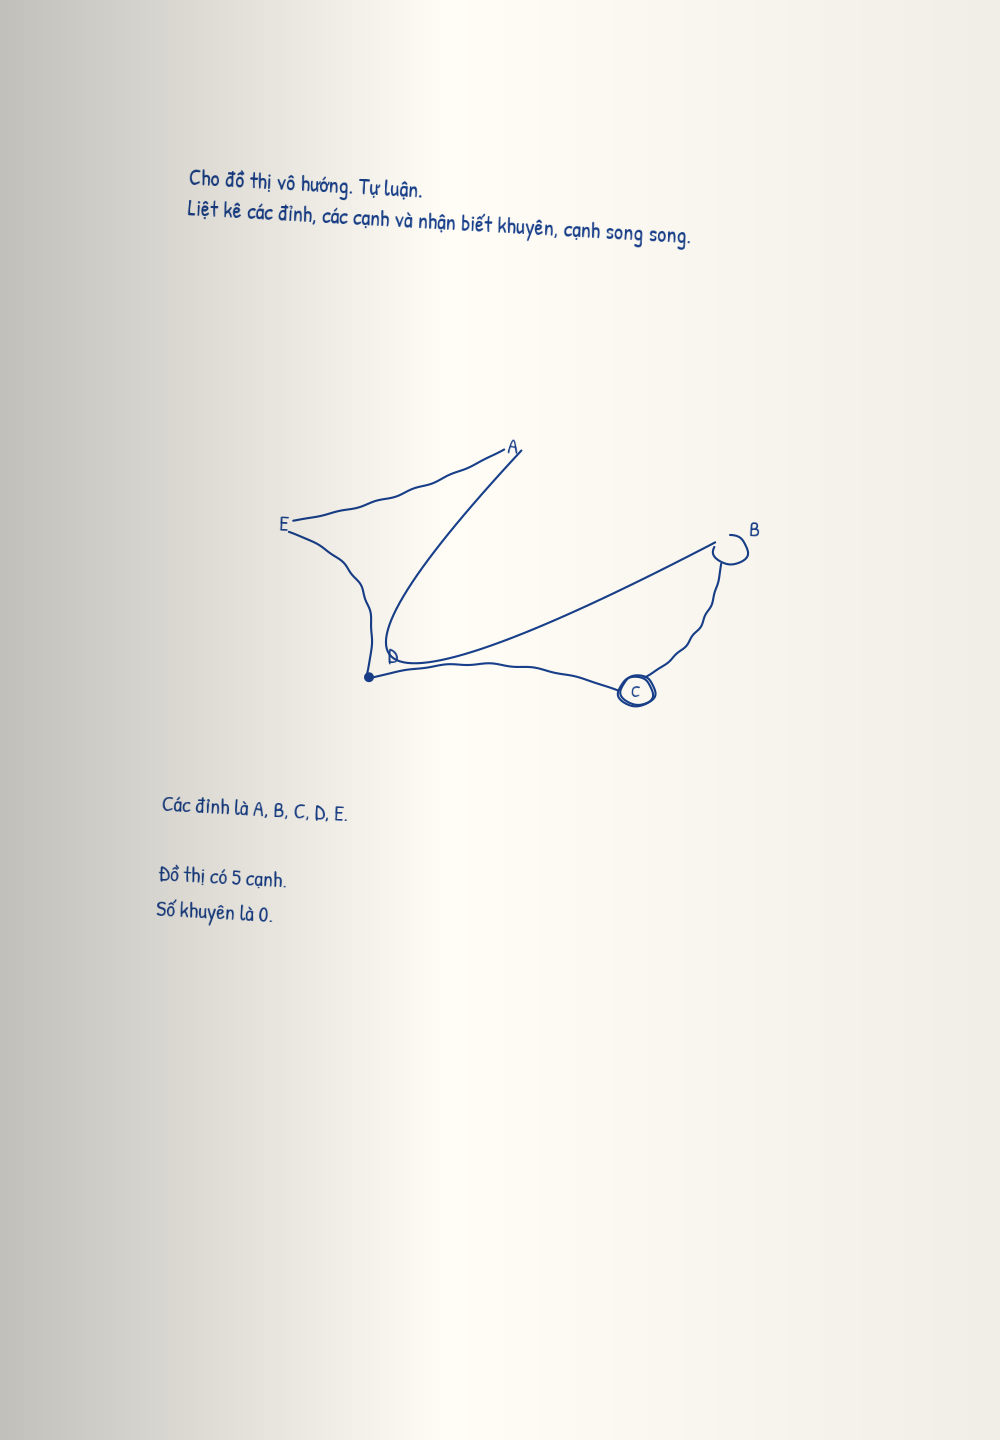 Cho đồ thị vô hướng. Tự luận.
Liệt kê các đỉnh, các cạnh và nhận biết khuyên, cạnh song song.
A
E
B
D
C
Các đỉnh là A, B, C, D, E.
Đồ thị có 5 cạnh.
Số khuyên là 0.